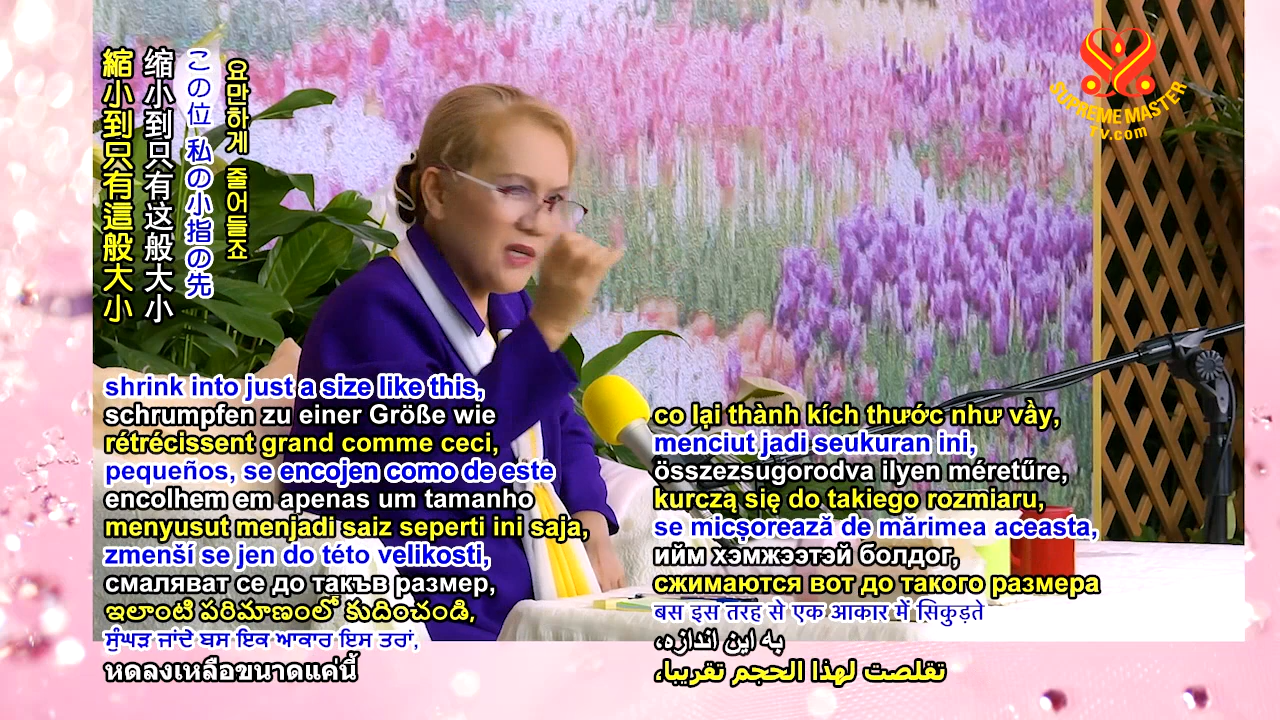 縮小到只有這般大小
缩小到只有这般大小
この位 私の小指の先
요만하게 줄어들죠
SUPREME MASTER
TV.com
shrink into just a size like this,
schrumpfen zu einer Größe wie
rétrécissent grand comme ceci,
pequeños, se encojen como de este
encolhem em apenas um tamanho
menyusut menjadi saiz seperti ini saja,
zmenší se jen do této velikosti,
смаляват се до такъв размер,
ఇలాంటి పరిమాణంలో కుదించండి,
ਸੁੰਘੜ ਜਾਂਦੇ ਬਸ ਇਕ ਆਕਾਰ ਇਸ ਤਰਾਂ,
หดลงเหลือขนาดแค่นี้
co lại thành kích thước như vầy,
menciut jadi seukuran ini,
összezsugorodva ilyen méretűre,
kurczą się do takiego rozmiaru,
se micșorează de mărimea aceasta,
ийм хэмжээтэй болдог,
сжимаются вот до такого размера
बस इस तरह से एक आकार में सिकुड़ते
به این اندازه،
تقلصت لهذا الحجم تقريبا،